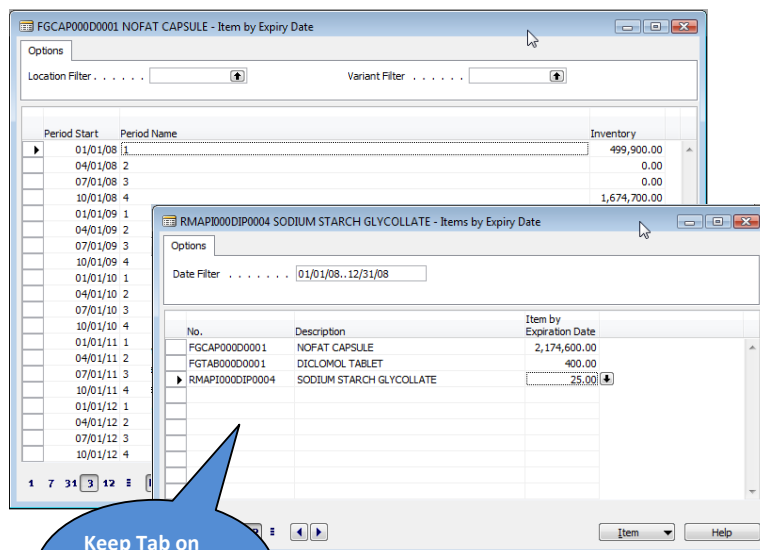 FGCAP000D0001 NOFAT CAPSULE - Item by Expiry Date
Options
Location Filter . . . . . . Variant Filter . . . . . .
Period Start Period Name Inventory
01/01/08 1 499,900.00
04/01/08 2 0.00
07/01/08 3 0.00
10/01/08 4 1,674,700.00
01/01/09 1
04/01/09 2
07/01/09 3
10/01/09 4
01/01/10 1
04/01/10 2
07/01/10 3
10/01/10 4
01/01/11 1
04/01/11 2
07/01/11 3
10/01/11 4
01/01/12 1
04/01/12 2
07/01/12 3
10/01/12 4
1 7 31 3 12
RMAPI000DIP0004 SODIUM STARCH GLYCOLLATE - Items by Expiry Date
Options
Date Filter . . . . . . . 01/01/08..12/31/08
No. Description Item by Expiration Date
FGCAP000D0001 NOFAT CAPSULE 2,174,600.00
FGTAB000D0001 DICLOMOL TABLET 400.00
RMAPI000DIP0004 SODIUM STARCH GLYCOLLATE 25.00
Item Help
Keep Tab on